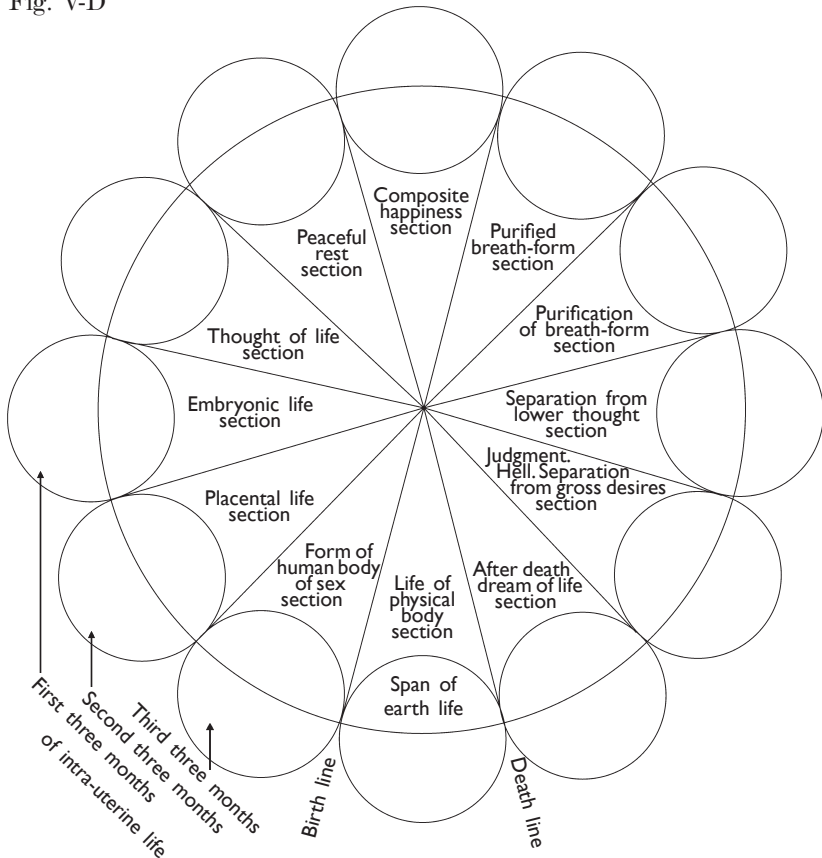 Fig. V-D
Composite
happiness
section
Purified
breath-form
section
Peaceful
rest
section
Purification
of breath-form
section
Thought of life
section
Separation from
lower thought
section
Embryonic life
section
Judgment.
Hell. Separation
from gross desires
section
Placental life
section
After death
dream of life
section
Form of
human body
of sex
section
Life of
physical
body
section
Span of
earth life
First three months
of intra-uterine life
Second three months
Third three months
Birth line
Death line